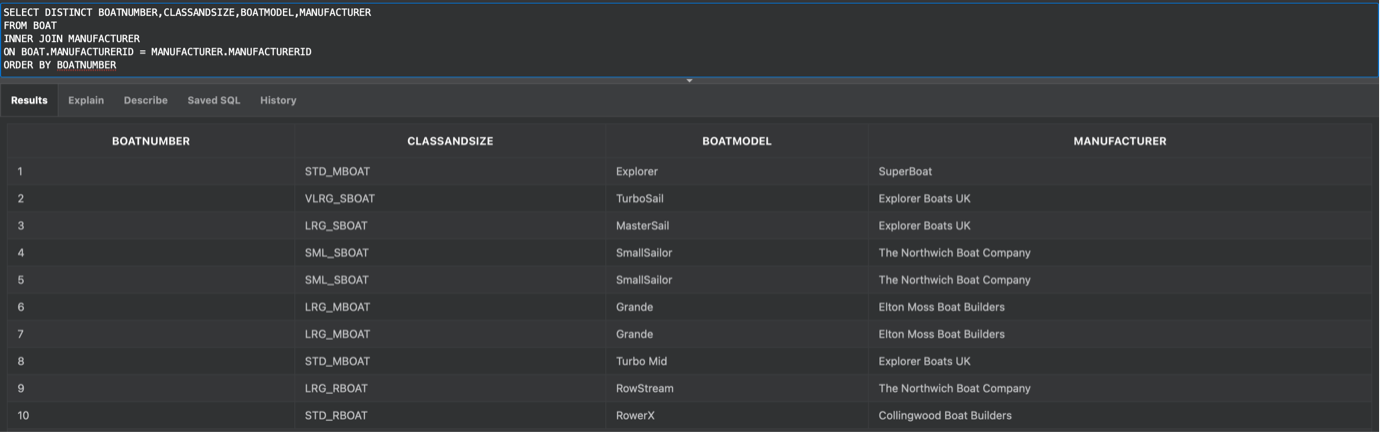 SELECT DISTINCT BOATNUMBER,CLASSANDSIZE,BOATMODEL,MANUFACTURER
FROM BOAT
INNER JOIN MANUFACTURER
ON BOAT.MANUFACTURERID = MANUFACTURER.MANUFACTURERID
ORDER BY BOATNUMBER
Results Explain Describe Saved SQL History
BOATNUMBER CLASSANDSIZE BOATMODEL MANUFACTURER
1 STD_MBOAT Explorer SuperBoat
2 VLRG_SBOAT TurboSail Explorer Boats UK
3 LRG_SBOAT MasterSail Explorer Boats UK
4 SML_SBOAT SmallSailor The Northwich Boat Company
5 SML_SBOAT SmallSailor The Northwich Boat Company
6 LRG_MBOAT Grande Elton Moss Boat Builders
7 LRG_MBOAT Grande Elton Moss Boat Builders
8 STD_MBOAT Turbo Mid Explorer Boats UK
9 LRG_RBOAT RowStream The Northwich Boat Company
10 STD_RBOAT RowerX Collingwood Boat Builders